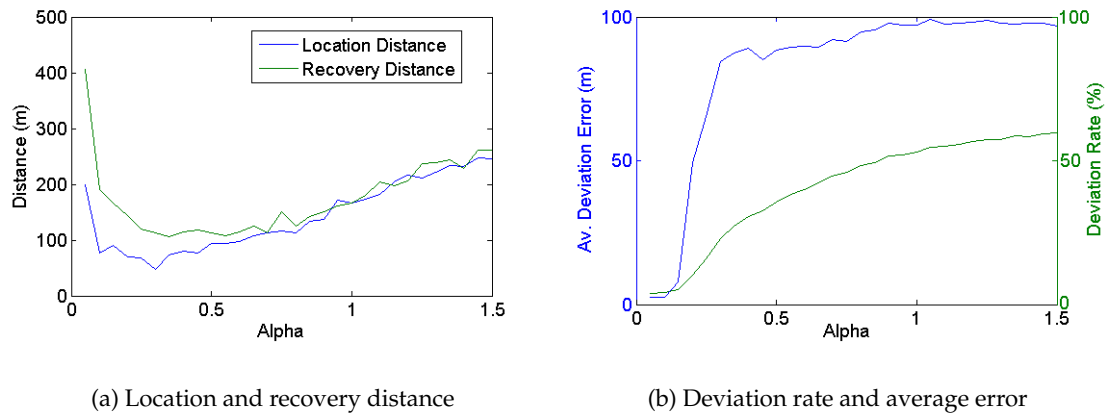 500
400
300
200
100
0
Distance (m)
Location Distance
Recovery Distance
0
0.5
1
1.5
Alpha
(a) Location and recovery distance
100
50
0
Av. Deviation Error (m)
100
50
0
Deviation Rate (%)
0
0.5
1
1.5
Alpha
(b) Deviation rate and average error